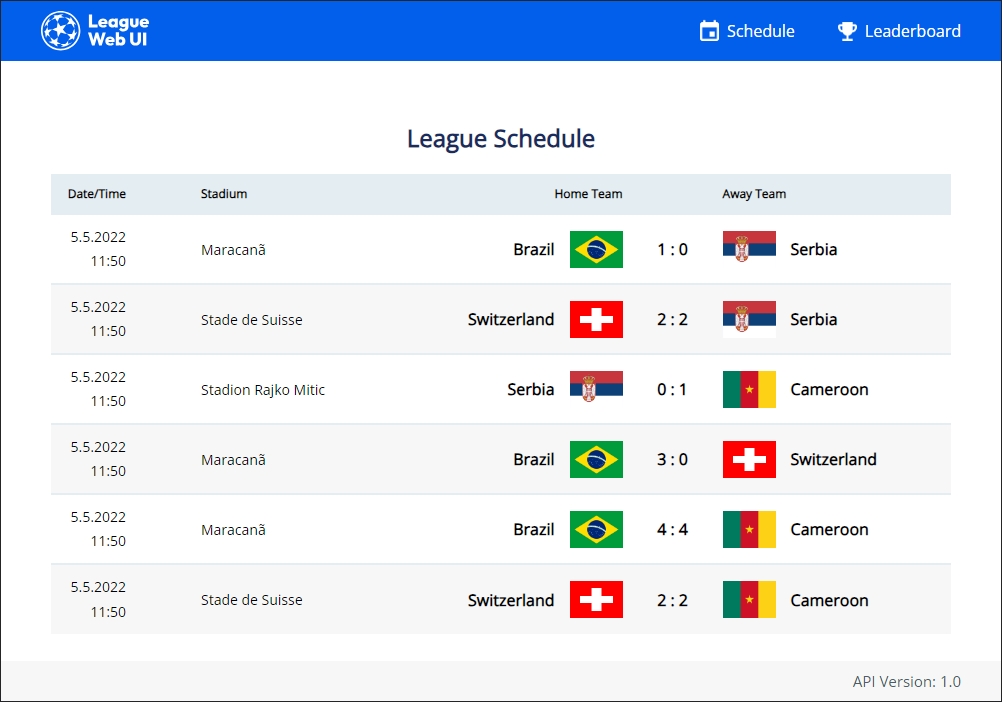 League
Web UI
Schedule
Leaderboard
League Schedule
Date/Time Stadium Home Team Away Team
5.5.2022
11:50
Maracanã Brazil 1 : 0 Serbia
5.5.2022
11:50
Stade de Suisse Switzerland 2 : 2 Serbia
5.5.2022
11:50
Stadion Rajko Mitic Serbia 0 : 1 Cameroon
5.5.2022
11:50
Maracanã Brazil 3 : 0 Switzerland
5.5.2022
11:50
Maracanã Brazil 4 : 4 Cameroon
5.5.2022
11:50
Stade de Suisse Switzerland 2 : 2 Cameroon
API Version: 1.0